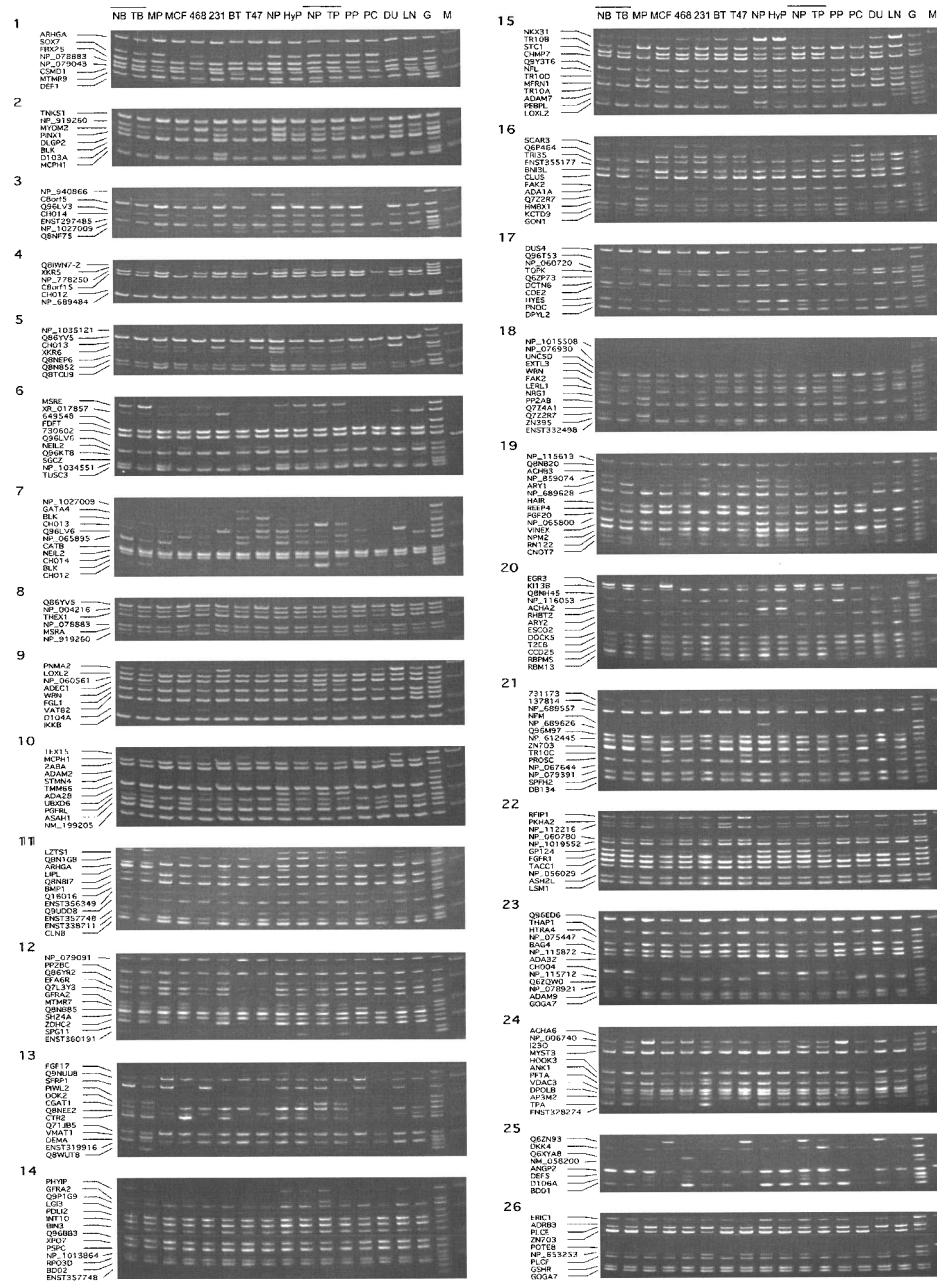 NB TB MP MCF 468 231 BT T47 NP HyP NP TP PP PC DU LN G M
1
ARHGA
SOX7
FBX25
NP_078883
NP_079043
CSMD1
MTMR9
DEF1
2
TNKS1
NP_919260
MYOM2
PINX1
DLGP2
BLK
D103A
MCPH1
3
NP_940866
C8orf5
Q96LV3
CH014
ENST297485
NP_1027009
Q8NF75
4
Q8IWN7-2
XKR5
NP_778250
C8orf15
CH012
NP_689484
5
NP_1035121
Q86YV5
CH013
XKR6
Q8NEP6
Q8N852
Q8TCU9
6
MSRE
XR_017857
649548
FDFT
730602
Q96LV6
NEIL2
Q96KT8
SGCZ
NP_1034551
TUSC3
7
NP_1027009
GATA4
BLK
CH013
Q96LV6
NP_065895
CATB
NEIL2
CH014
BLK
CH012
8
Q86YV5
NP_004216
THEX1
NP_078883
MSRA
NP_919260
9
PNMA2
LOXL2
NP_060561
ADEC1
WRN
FGL1
VATB2
D104A
IKKB
10
TEX15
MCPH1
2ABA
ADAM2
STMN4
TMM66
ADA28
UBXD6
PGFRL
ASAH1
NM_199205
11
LZTS1
Q8N1G8
ARHGA
LIPL
Q8N8I7
BMP1
Q16016
ENST356349
Q9UDD8
ENST357748
ENST338711
CLN8
12
NP_079091
PP2BC
Q86YR2
EFA6R
Q7L3Y3
GFRA2
MTMR7
Q8NB85
SH24A
ZDHC2
SPG11
ENST360191
13
FGF17
Q9NUU8
SFRP1
PIWL2
DOK2
CGAT1
Q8NEE2
CTR2
Q71JB5
VMAT1
DEMA
ENST319916
Q8WUT8
14
PHYIP
GFRA2
Q9P1G9
LGI3
PDLI2
INT10
BIN3
Q96BB3
XPO7
PSPC
NP_1013864
RPO3D
BD02
ENST357748
NB TB MP MCF 468 231 BT T47 NP HyP NP TP PP PC DU LN G M
15
NKX31
TR10B
STC1
CHMP7
Q9Y3T6
NFL
TR10D
MFRN1
TR10A
ADAM7
PEBPL
LOXL2
16
SCAR3
Q6P464
TRI35
ENST355177
BNI3L
CLUS
FAK2
ADA1A
Q7Z2R7
HMBX1
KCTD9
GON1
17
DUS4
Q96T53
NP_060720
TOPK
Q6ZP73
DCTN6
COE2
HYES
PNOC
DPYL2
18
NP_1015508
NP_076930
UNC5D
EXTL3
WRN
FAK2
LERL1
NRG1
PP2AB
Q7Z4A1
Q7Z2R7
ZN395
ENST332498
19
NP_115613
Q8NB20
ACHB3
NP_859074
ARY1
NP_689628
HAIR
REEP4
FGF20
NP_065800
VINEX
NPM2
RN122
CNOT7
20
EGR3
KI13B
Q8NH45
NP_116053
ACHA2
RHBT2
ARY2
ESCO2
DOCK5
T2EB
CCD25
RBPMS
RBM13
21
731173
137814
NP_689557
NFM
NP_689626
Q96M97
NP_612445
ZN703
TR10C
PROSC
NP_067644
NP_079391
SPFH2
DB134
22
RFIP1
PKHA2
NP_112216
NP_060780
NP_1019552
GP124
FGFR1
TACC1
NP_056029
ASH2L
LSM1
23
Q96ED6
THAP1
HTRA4
NP_075447
BAG4
NP_115872
ADA32
CH004
NP_115712
Q6ZQW0
NP_078921
ADAM9
GOGA7
24
ACHA6
NP_006740
I23O
MYST3
HOOK3
ANK1
PFTA
VDAC3
DPOLB
AP3M2
TPA
ENST328274
25
Q6ZN93
DKK4
Q6XYA8
NM_058200
ANGP2
DEF5
D106A
BD01
26
ERIC1
ADRB3
PLCF
ZN703
POTE8
NP_653253
PLCF
GSHR
GOGA7